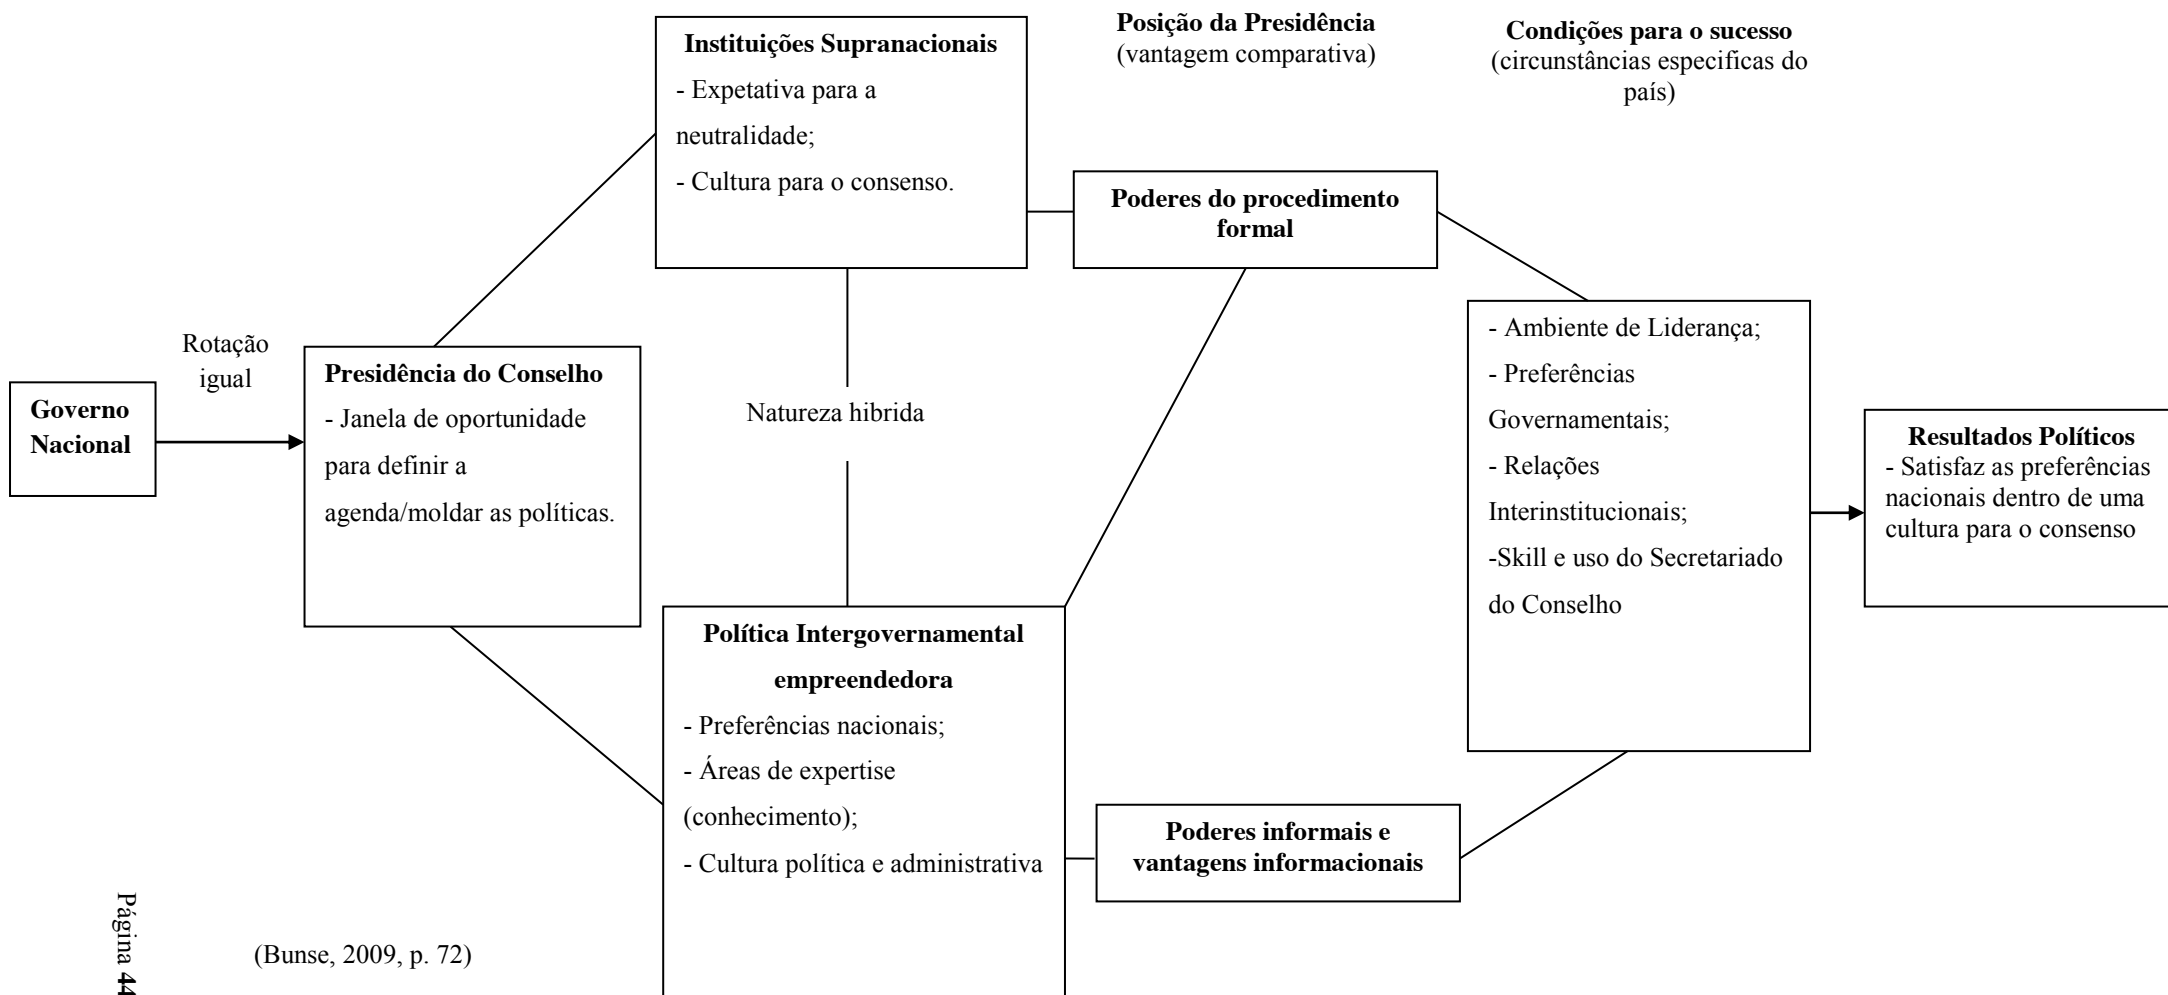 Instituições Supranacionais
- Expetativa para a
neutralidade;
- Cultura para o consenso.
Posição da Presidência
(vantagem comparativa)
Condições para o sucesso
(circunstâncias especificas do
país)
Poderes do procedimento
formal
Rotação
igual
Governo
Nacional
Presidência do Conselho
- Janela de oportunidade
para definir a
agenda/moldar as políticas.
Natureza hibrida
- Ambiente de Liderança;
- Preferências
Governamentais;
- Relações
Interinstitucionais;
-Skill e uso do Secretariado
do Conselho
Resultados Políticos
- Satisfaz as preferências
nacionais dentro de uma
cultura para o consenso
Política Intergovernamental
empreendedora
- Preferências nacionais;
- Áreas de expertise
(conhecimento);
- Cultura política e administrativa
Poderes informais e
vantagens informacionais
(Bunse, 2009, p. 72)
Página 44